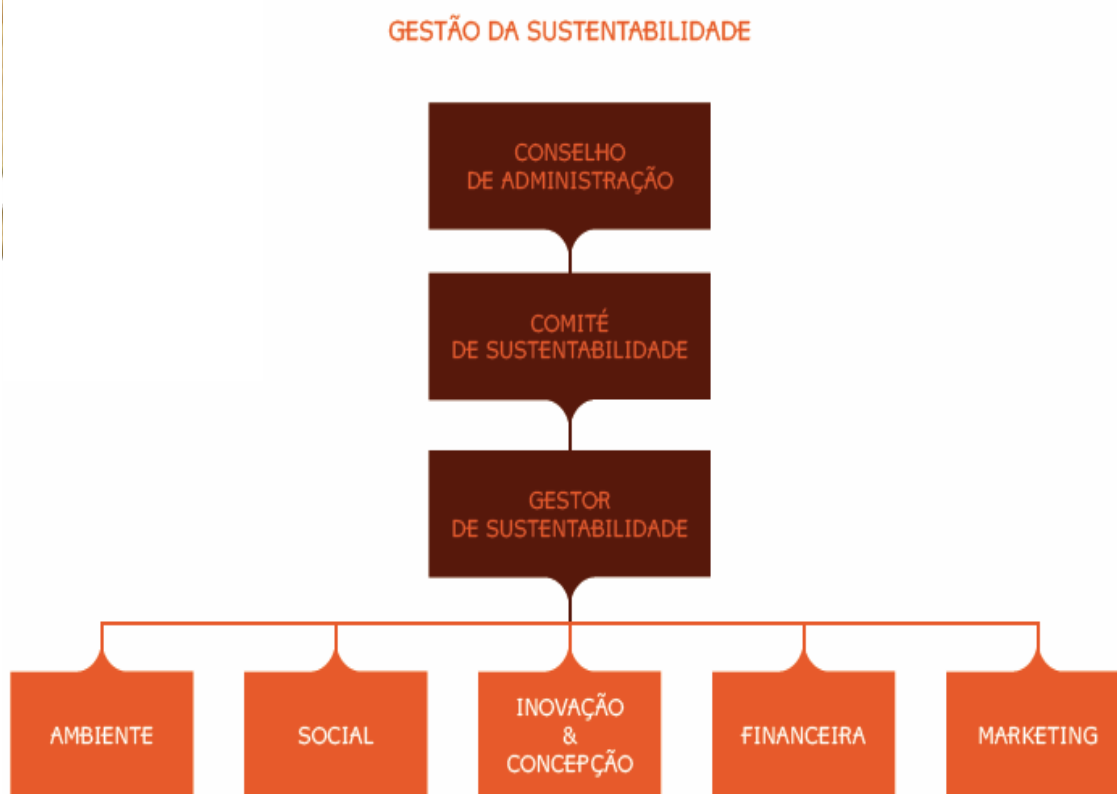 GESTÃO DA SUSTENTABILIDADE
CONSELHO
DE ADMINISTRAÇÃO
COMITÉ
DE SUSTENTABILIDADE
GESTOR
DE SUSTENTABILIDADE
AMBIENTE
SOCIAL
INOVAÇÃO
&
CONCEPÇÃO
FINANCEIRA
MARKETING